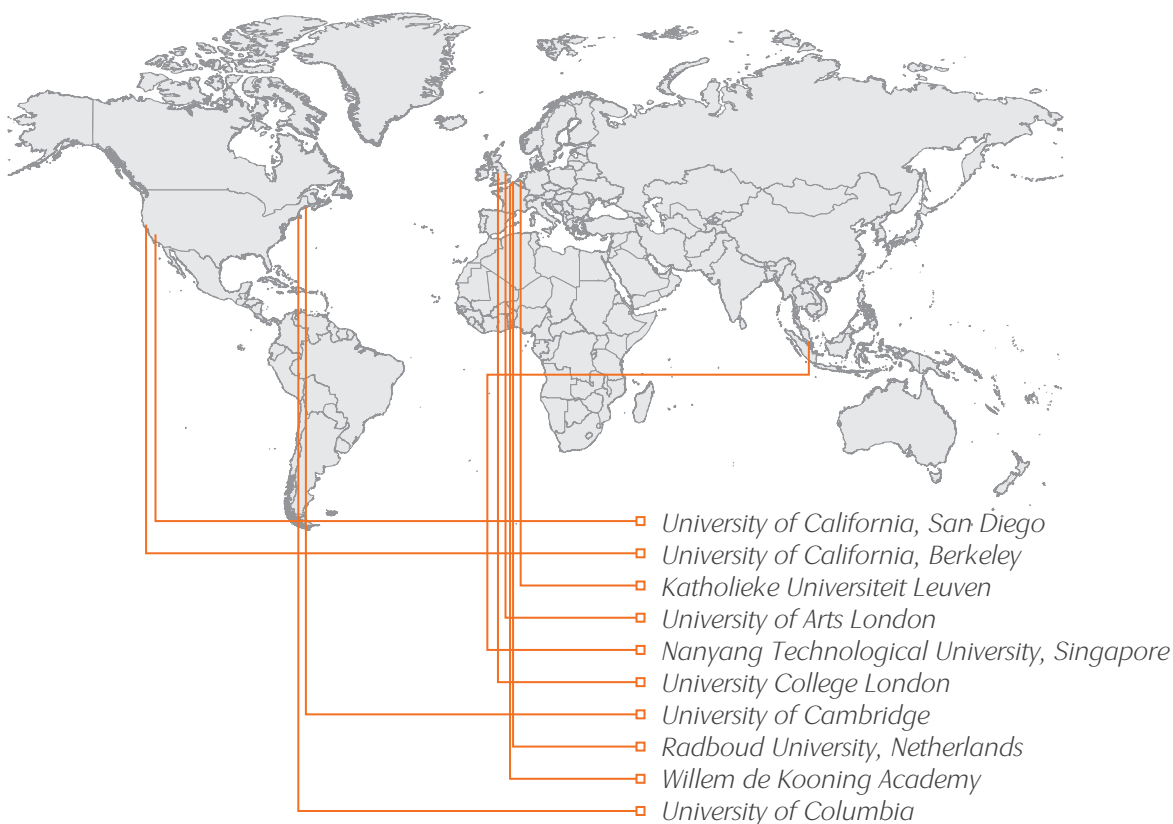 University of California, San Diego
University of California, Berkeley
Katholieke Universiteit Leuven
University of Arts London
Nanyang Technological University, Singapore
University College London
University of Cambridge
Radboud University, Netherlands
Willem de Kooning Academy
University of Columbia